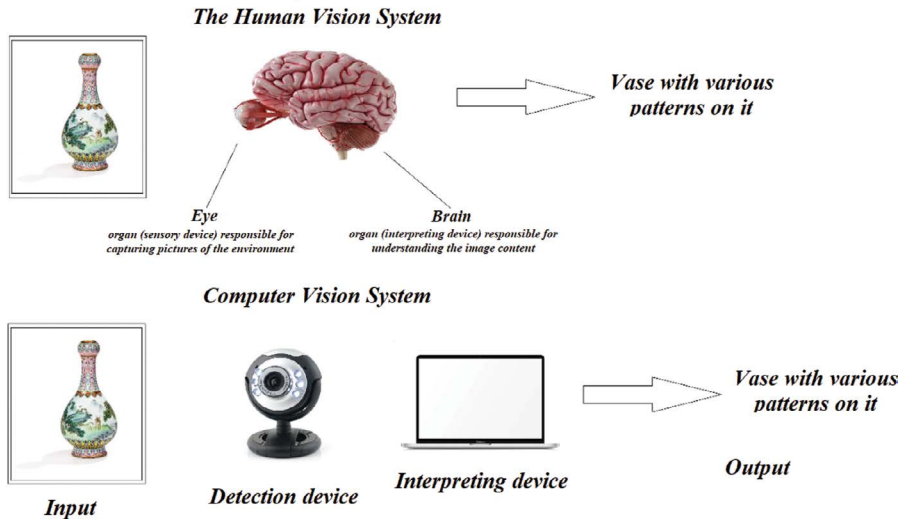 The Human Vision System
Vase with various
patterns on it
Eye
organ (sensory device) responsible for
capturing pictures of the environment
Brain
organ (interpreting device) responsible for
understanding the image content
Computer Vision System
Vase with various
patterns on it
Input
Detection device
Interpreting device
Output